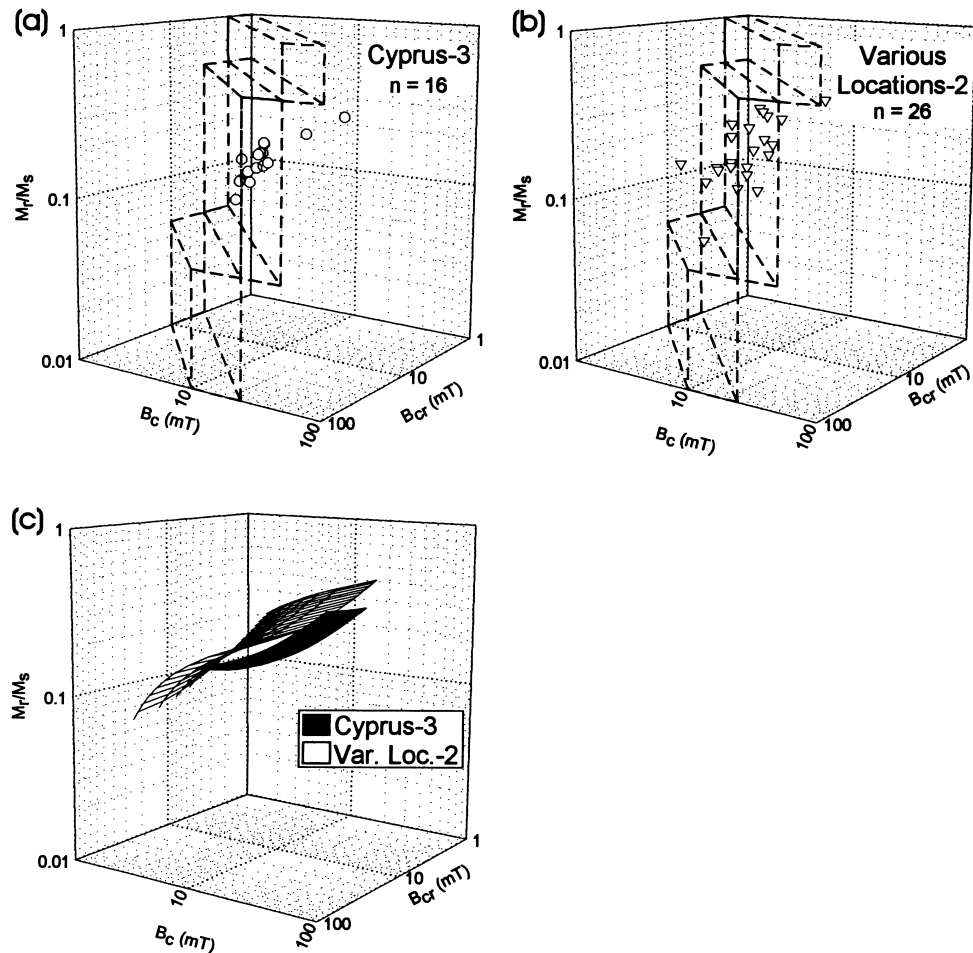 (a)
Cyprus-3
n = 16
1
0.1
0.01
Mr/Ms
10
100
Bc (mT)
100
10
1
Bcr (mT)
(b)
Various
Locations-2
n = 26
1
0.1
0.01
Mr/Ms
10
100
Bc (mT)
100
10
1
Bcr (mT)
(c)
1
0.1
0.01
Mr/Ms
Cyprus-3
Var. Loc.-2
10
100
Bc (mT)
100
10
1
Bcr (mT)